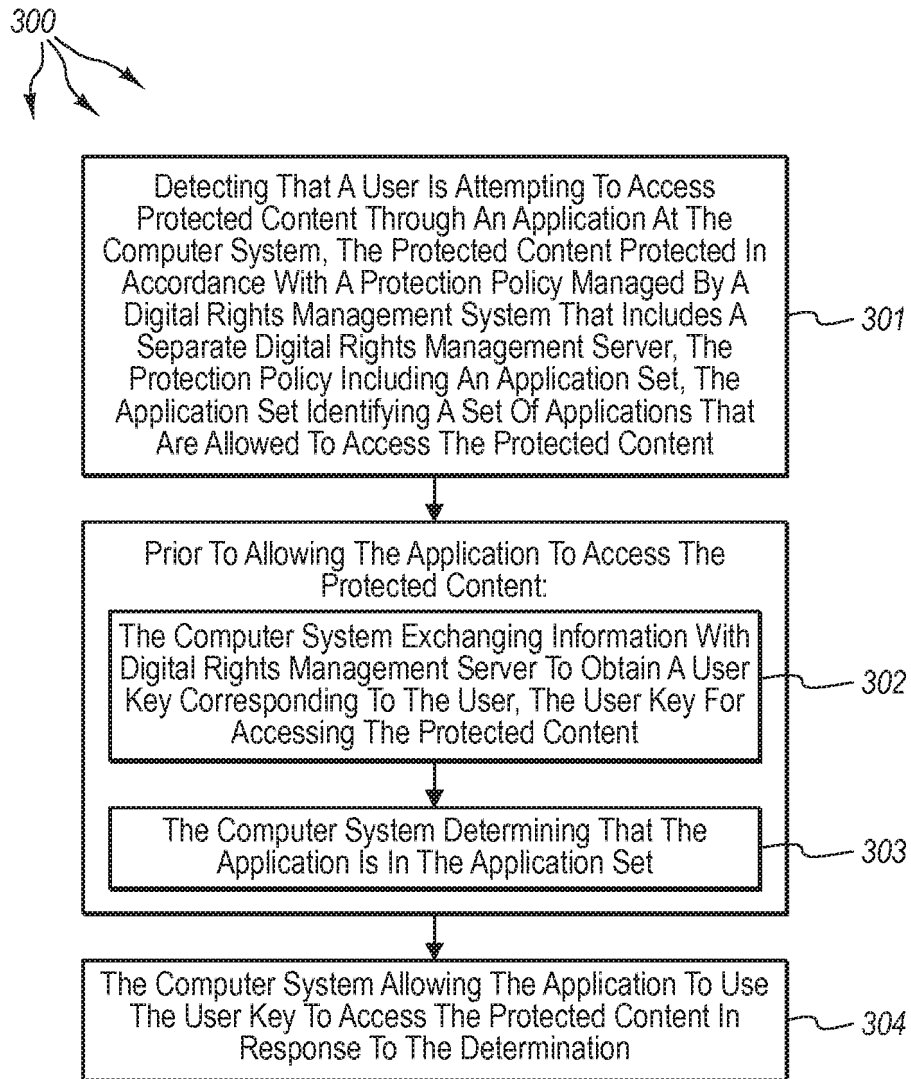 300
Detecting That A User Is Attempting To Access
Protected Content Through An Application At The
Computer System, The Protected Content Protected In
Accordance With A Protection Policy Managed By A
Digital Rights Management System That Includes A
Separate Digital Rights Management Server, The
Protection Policy Including An Application Set, The
Application Set Identifying A Set Of Applications That
Are Allowed To Access The Protected Content
301
Prior To Allowing The Application To Access The
Protected Content:
The Computer System Exchanging Information With
Digital Rights Management Server To Obtain A User
Key Corresponding To The User, The User Key For
Accessing The Protected Content
302
The Computer System Determining That The
Application Is In The Application Set
303
The Computer System Allowing The Application To Use
The User Key To Access The Protected Content In
Response To The Determination
304